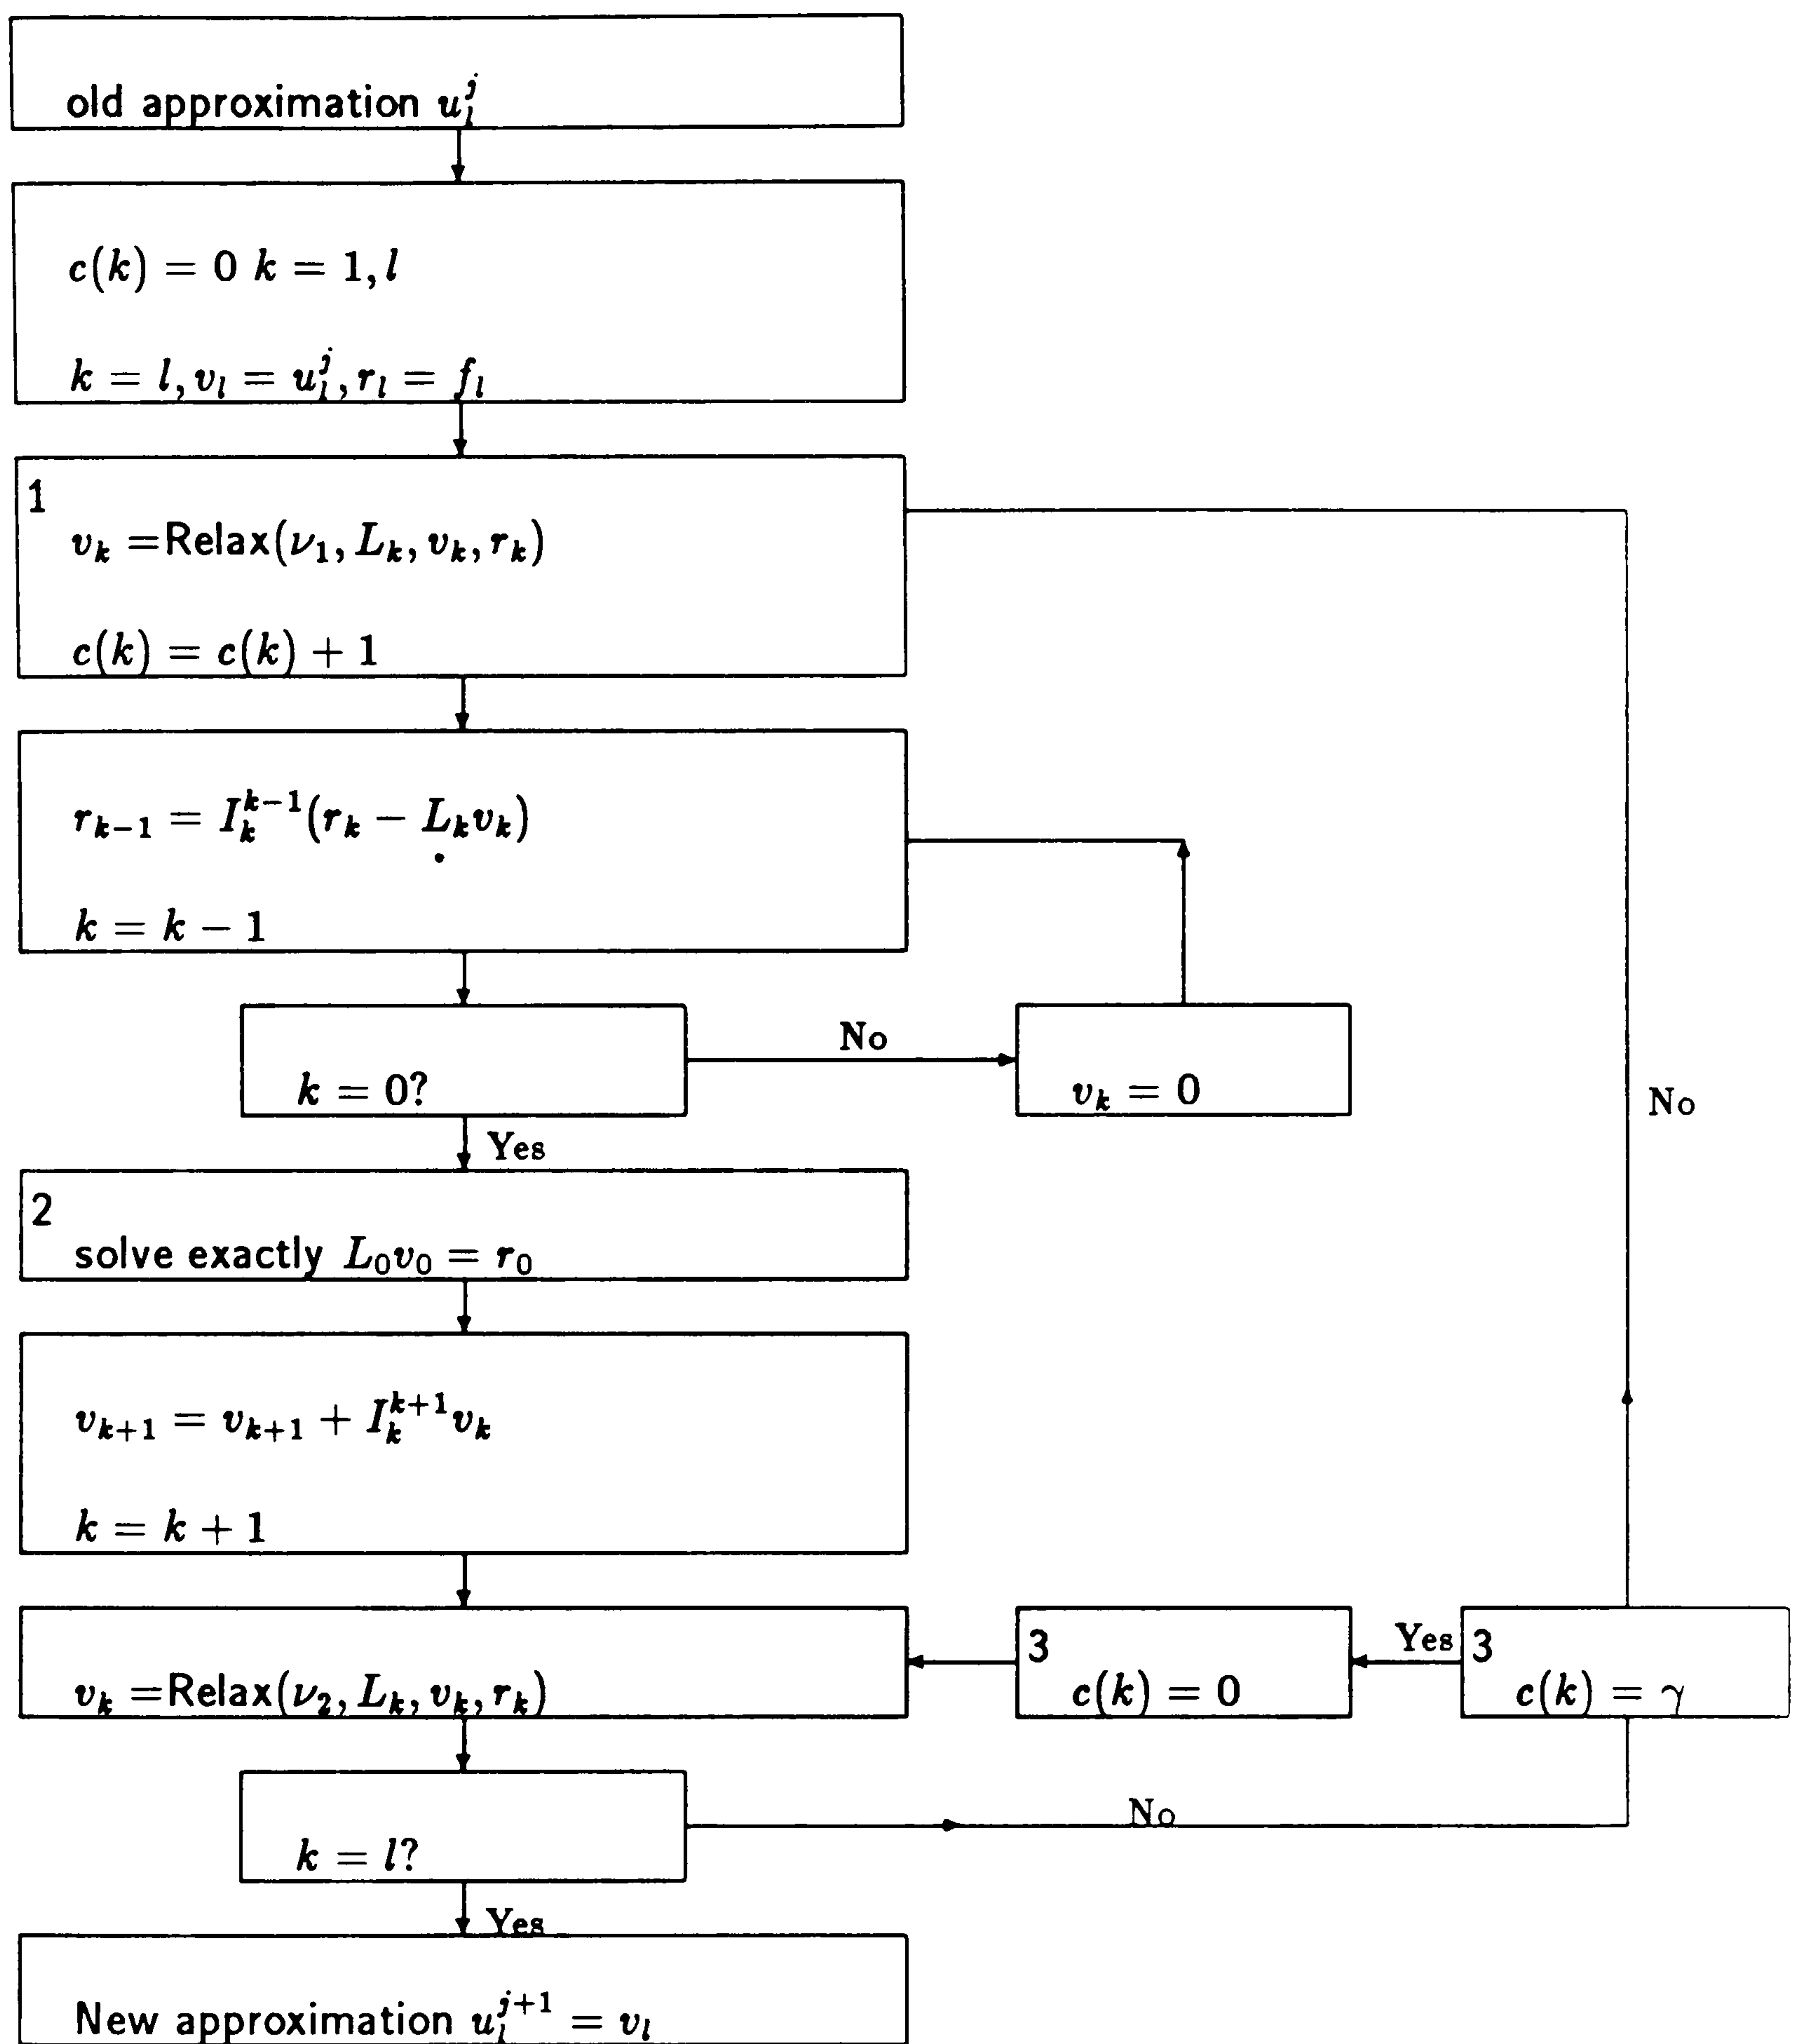 old approximation $u_l^j$
$c(k) = 0$ $k = 1, l$
$k = l, v_l = u_l^j, r_l = f_l$
1
$v_k =$Relax$(\nu_1, L_k, v_k, r_k)$
$c(k) = c(k) + 1$
$r_{k-1} = I_k^{k-1}(r_k - L_k v_k)$
$k = k - 1$
No
$k = 0?$
$v_k = 0$
No
Yes
2
solve exactly $L_0 v_0 = r_0$
$v_{k+1} = v_{k+1} + I_k^{k+1} v_k$
$k = k + 1$
3
Yes
3
$v_k =$Relax$(\nu_2, L_k, v_k, r_k)$
$c(k) = 0$
$c(k) = \gamma$
No
$k = l?$
Yes
New approximation $u_l^{j+1} = v_l$